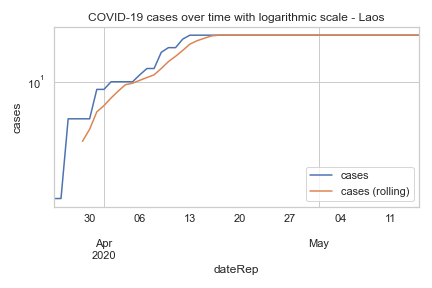 COVID-19 cases over time with logarithmic scale - Laos
cases
10¹
cases
cases (rolling)
30 06 13 20 27 04 11
Apr May
2020
dateRep